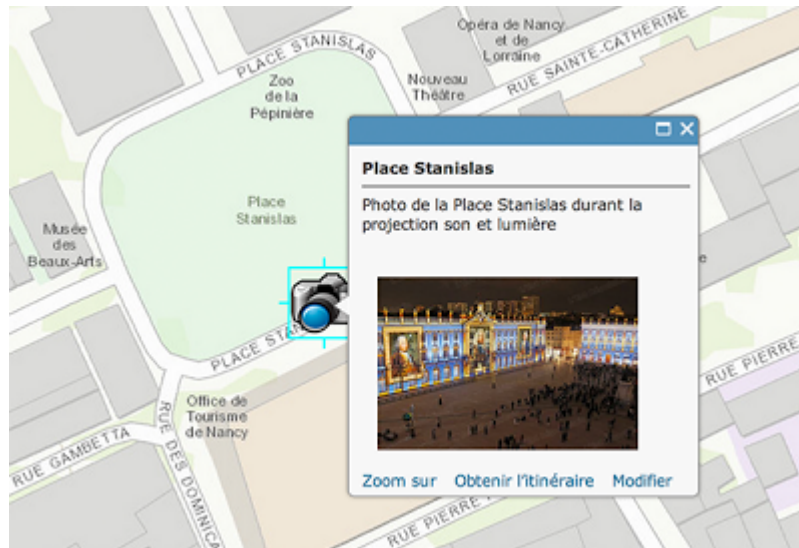 Opéra de Nancy
et de
Lorraine
PLACE STANISLAS
RUE SAINTE-CATHERINE
Zoo
de la
Pépinière
Nouveau
Théâtre
Place Stanislas
Photo de la Place Stanislas durant la
projection son et lumière
Place
Stanislas
Musée
des
Beaux-Arts
e
PLACE STAN
RUE PIERRE
Office de
Tourisme
de Nancy
RUE GAMBETTA
RUE DES DOMINICA
Zoom sur Obtenir l'itinéraire Modifier
RUE PIERRE